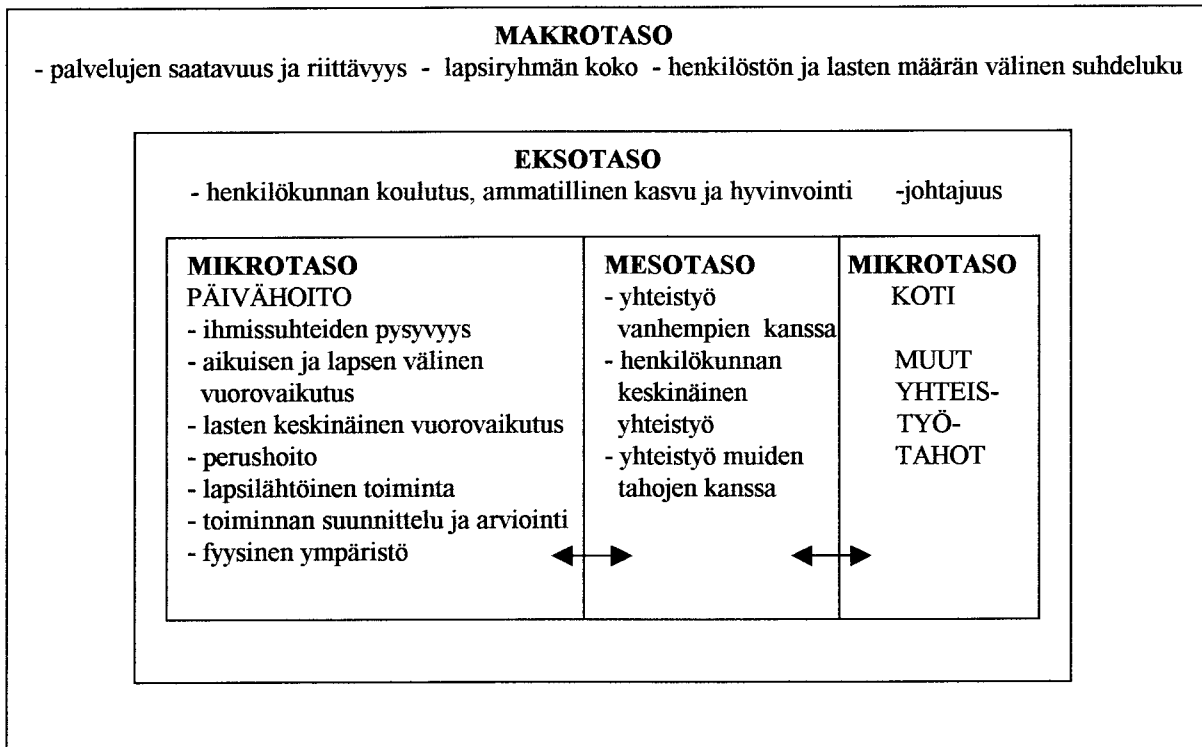 MAKROTASO
- palvelujen saatavuus ja riittävyys - lapsiryhmän koko - henkilöstön ja lasten määrän välinen suhdeluku
EKSOTASO
- henkilökunnan koulutus, ammatillinen kasvu ja hyvinvointi -johtajuus
MIKROTASO
PÄIVÄHOITO
- ihmissuhteiden pysyvyys
- aikuisen ja lapsen välinen
vuorovaikutus
- lasten keskinäinen vuorovaikutus
- perushoito
- lapsilähtöinen toiminta
- toiminnan suunnittelu ja arviointi
- fyysinen ympäristö
MESOTASO
- yhteistyö
vanhempien kanssa
- henkilökunnan
keskinäinen
yhteistyö
- yhteistyö muiden
tahojen kanssa
MIKROTASO
KOTI
MUUT
YHTEIS-
TYÖ-
TAHOT